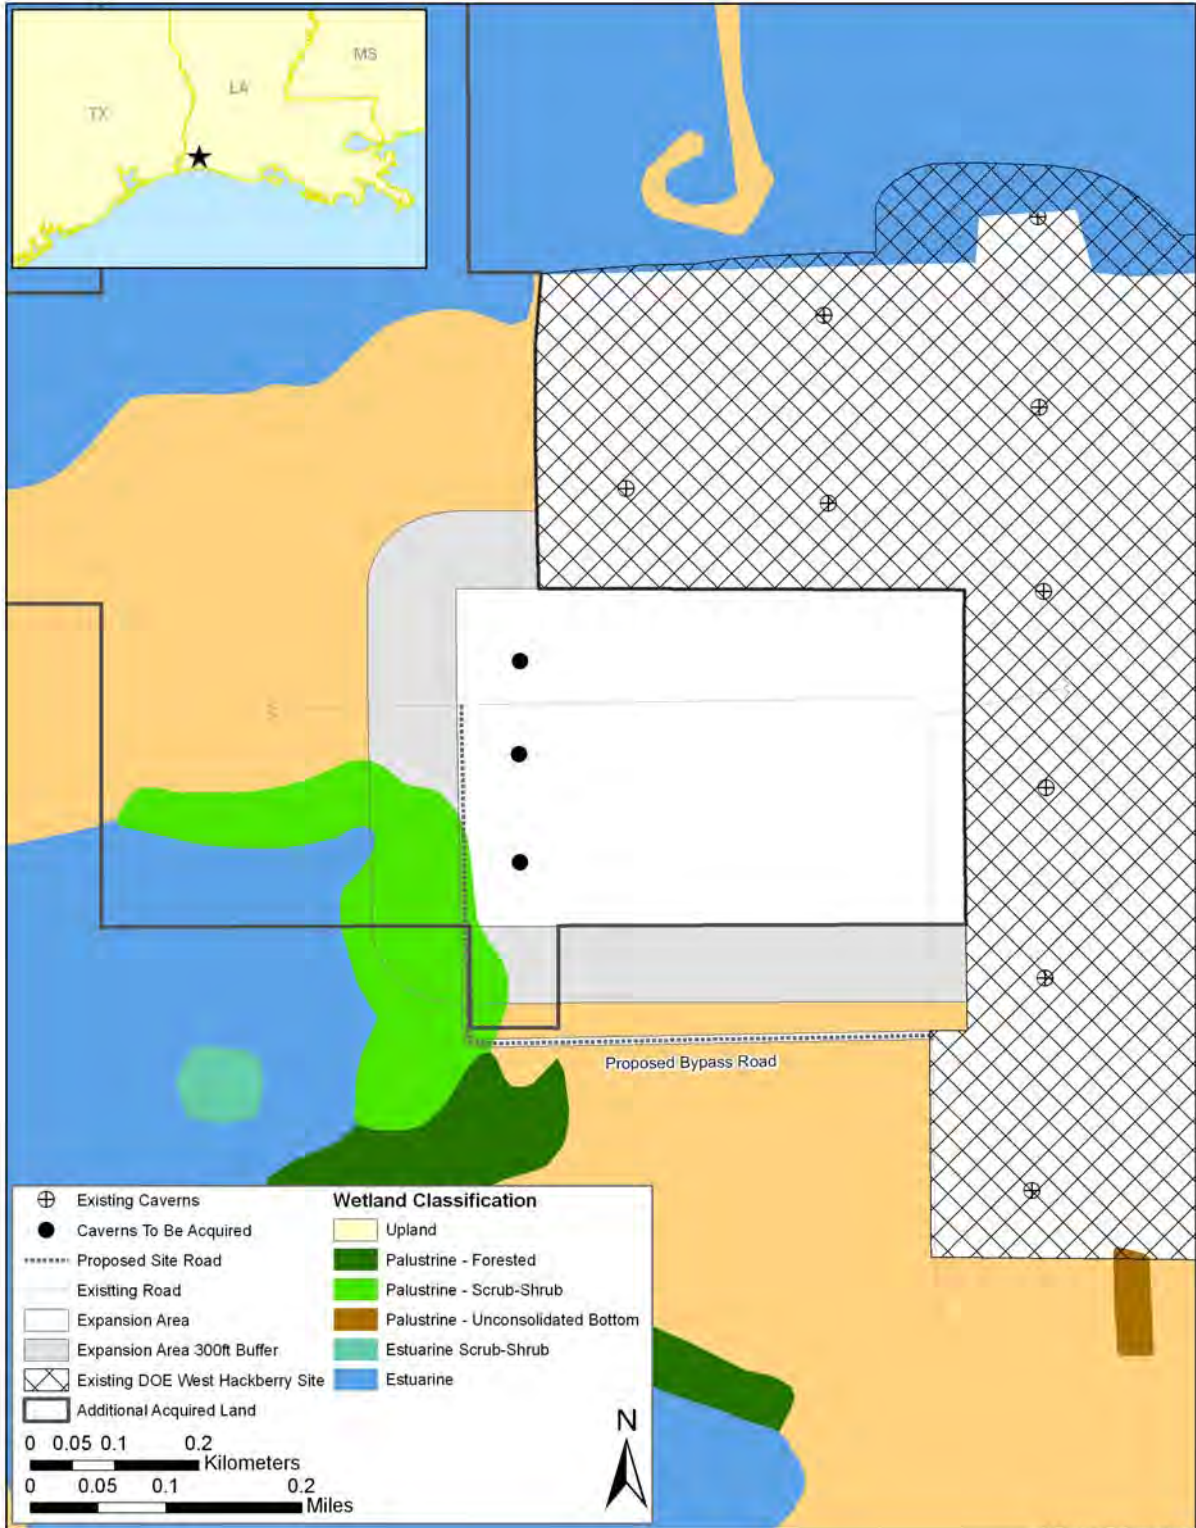 MS
LA
TX
Proposed Bypass Road
Existing Caverns
Caverns To Be Acquired
Proposed Site Road
Existting Road
Expansion Area
Expansion Area 300ft Buffer
Existing DOE West Hackberry Site
Additional Acquired Land
0 0.05 0.1 0.2
Kilometers
0 0.05 0.1 0.2
Miles
Wetland Classification
Upland
Palustrine - Forested
Palustrine - Scrub-Shrub
Palustrine - Unconsolidated Bottom
Estuarine Scrub-Shrub
Estuarine
N